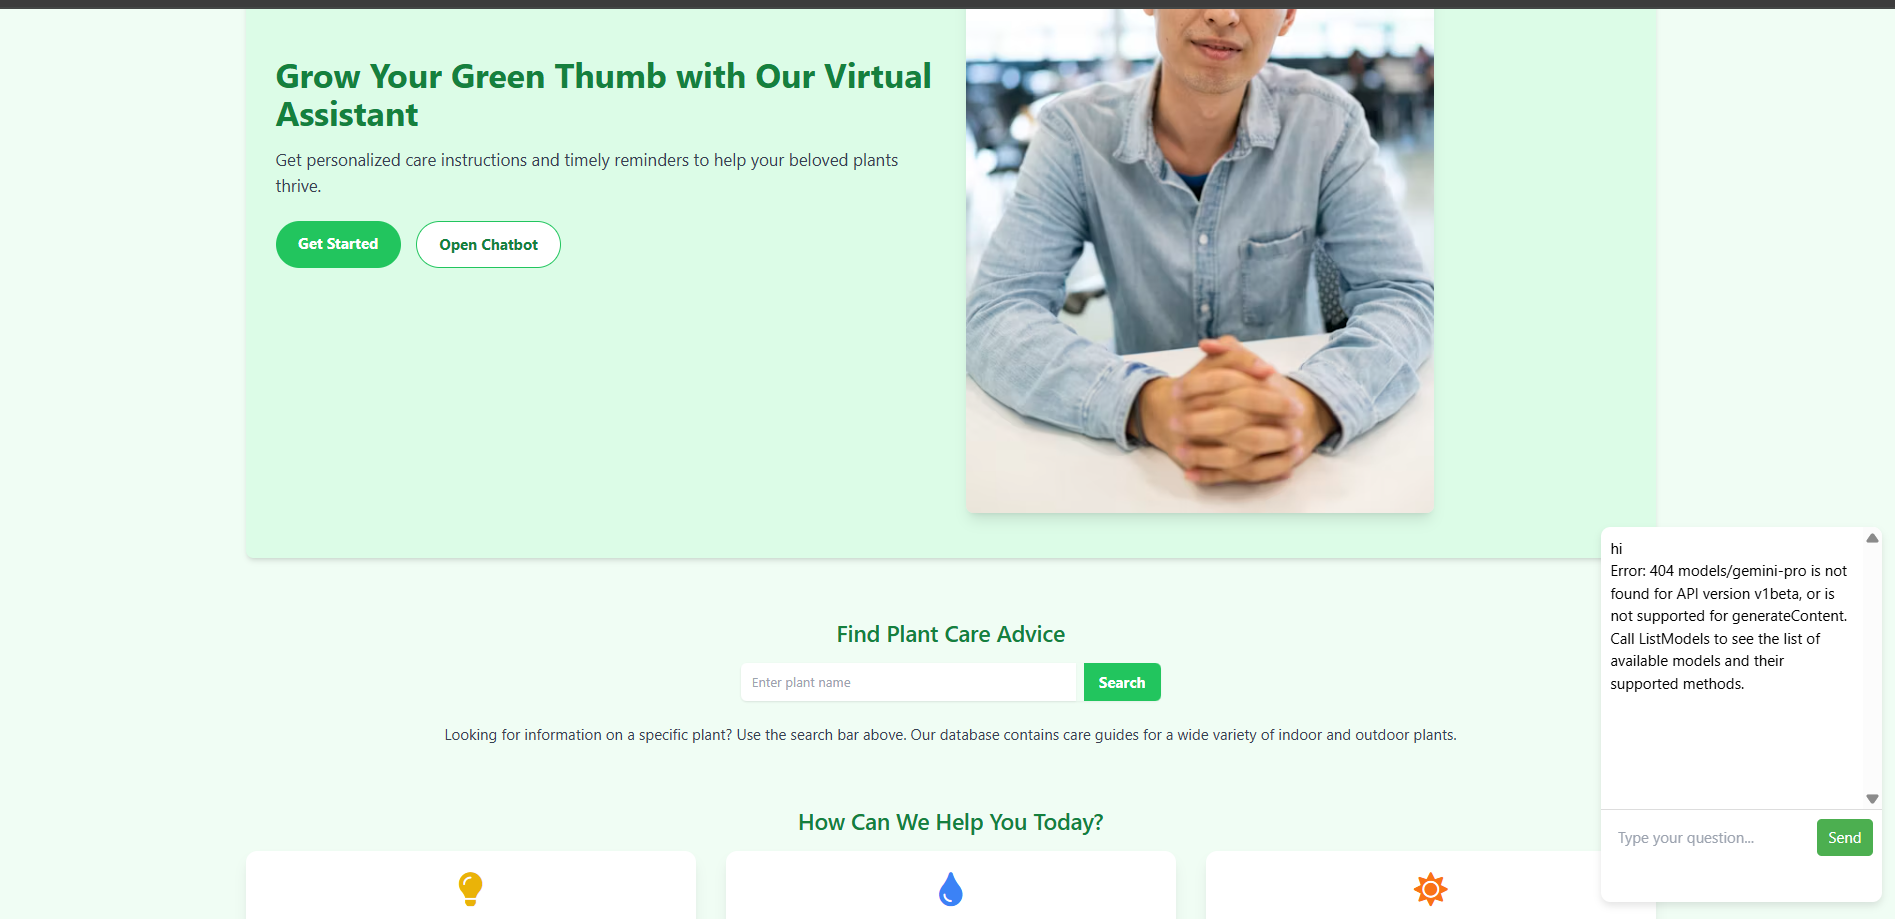 Grow Your Green Thumb with Our Virtual
Assistant
Get personalized care instructions and timely reminders to help your beloved plants
thrive.
Get Started
Open Chatbot
Find Plant Care Advice
Enter plant name
Search
Looking for information on a specific plant? Use the search bar above. Our database contains care guides for a wide variety of indoor and outdoor plants.
How Can We Help You Today?
hi
Error: 404 models/gemini-pro is not
found for API version v1beta, or is
not supported for generateContent.
Call ListModels to see the list of
available models and their
supported methods.
Type your question...
Send